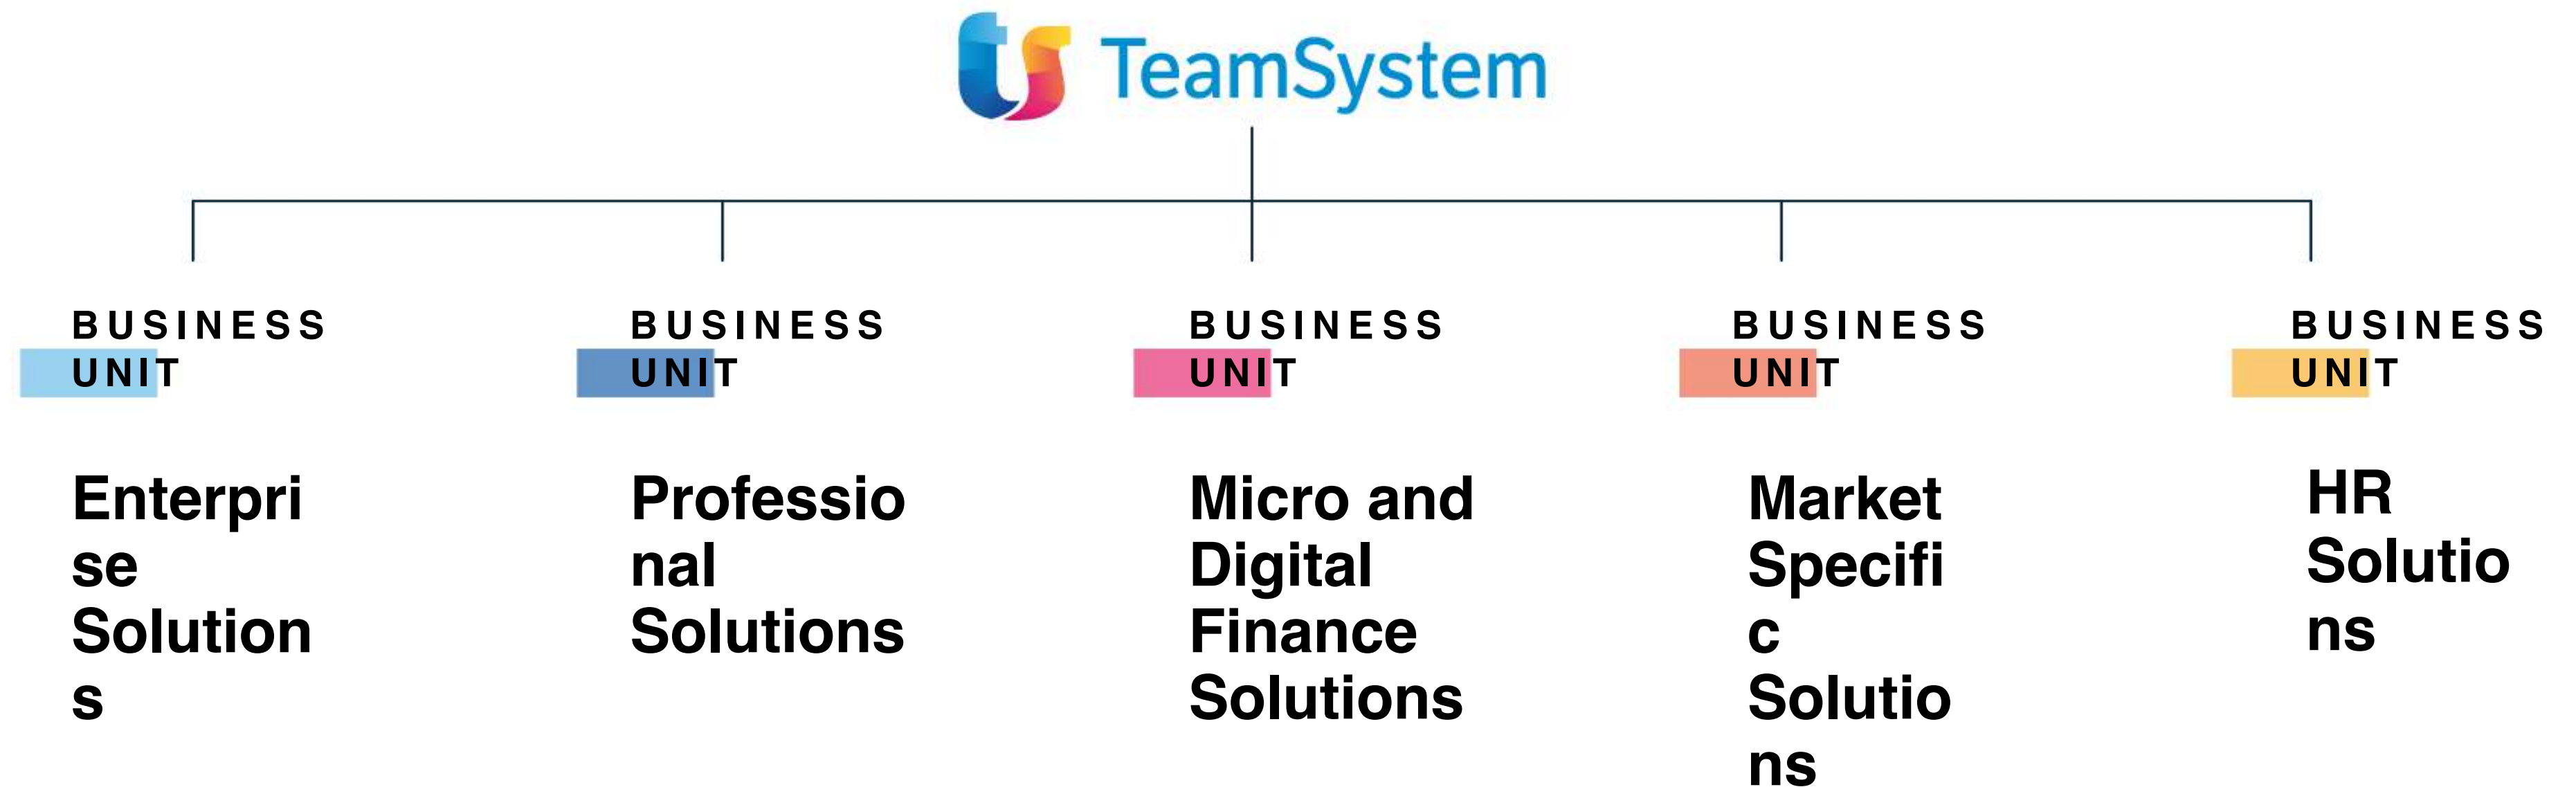 TeamSystem
BUSINESS
UNIT
Enterpri
se
Solution
s
BUSINESS
UNIT
Professio
nal
Solutions
BUSINESS
UNIT
Micro and
Digital
Finance
Solutions
BUSINESS
UNIT
Market
Specifi
c
Solutio
ns
BUSINESS
UNIT
HR
Solutio
ns